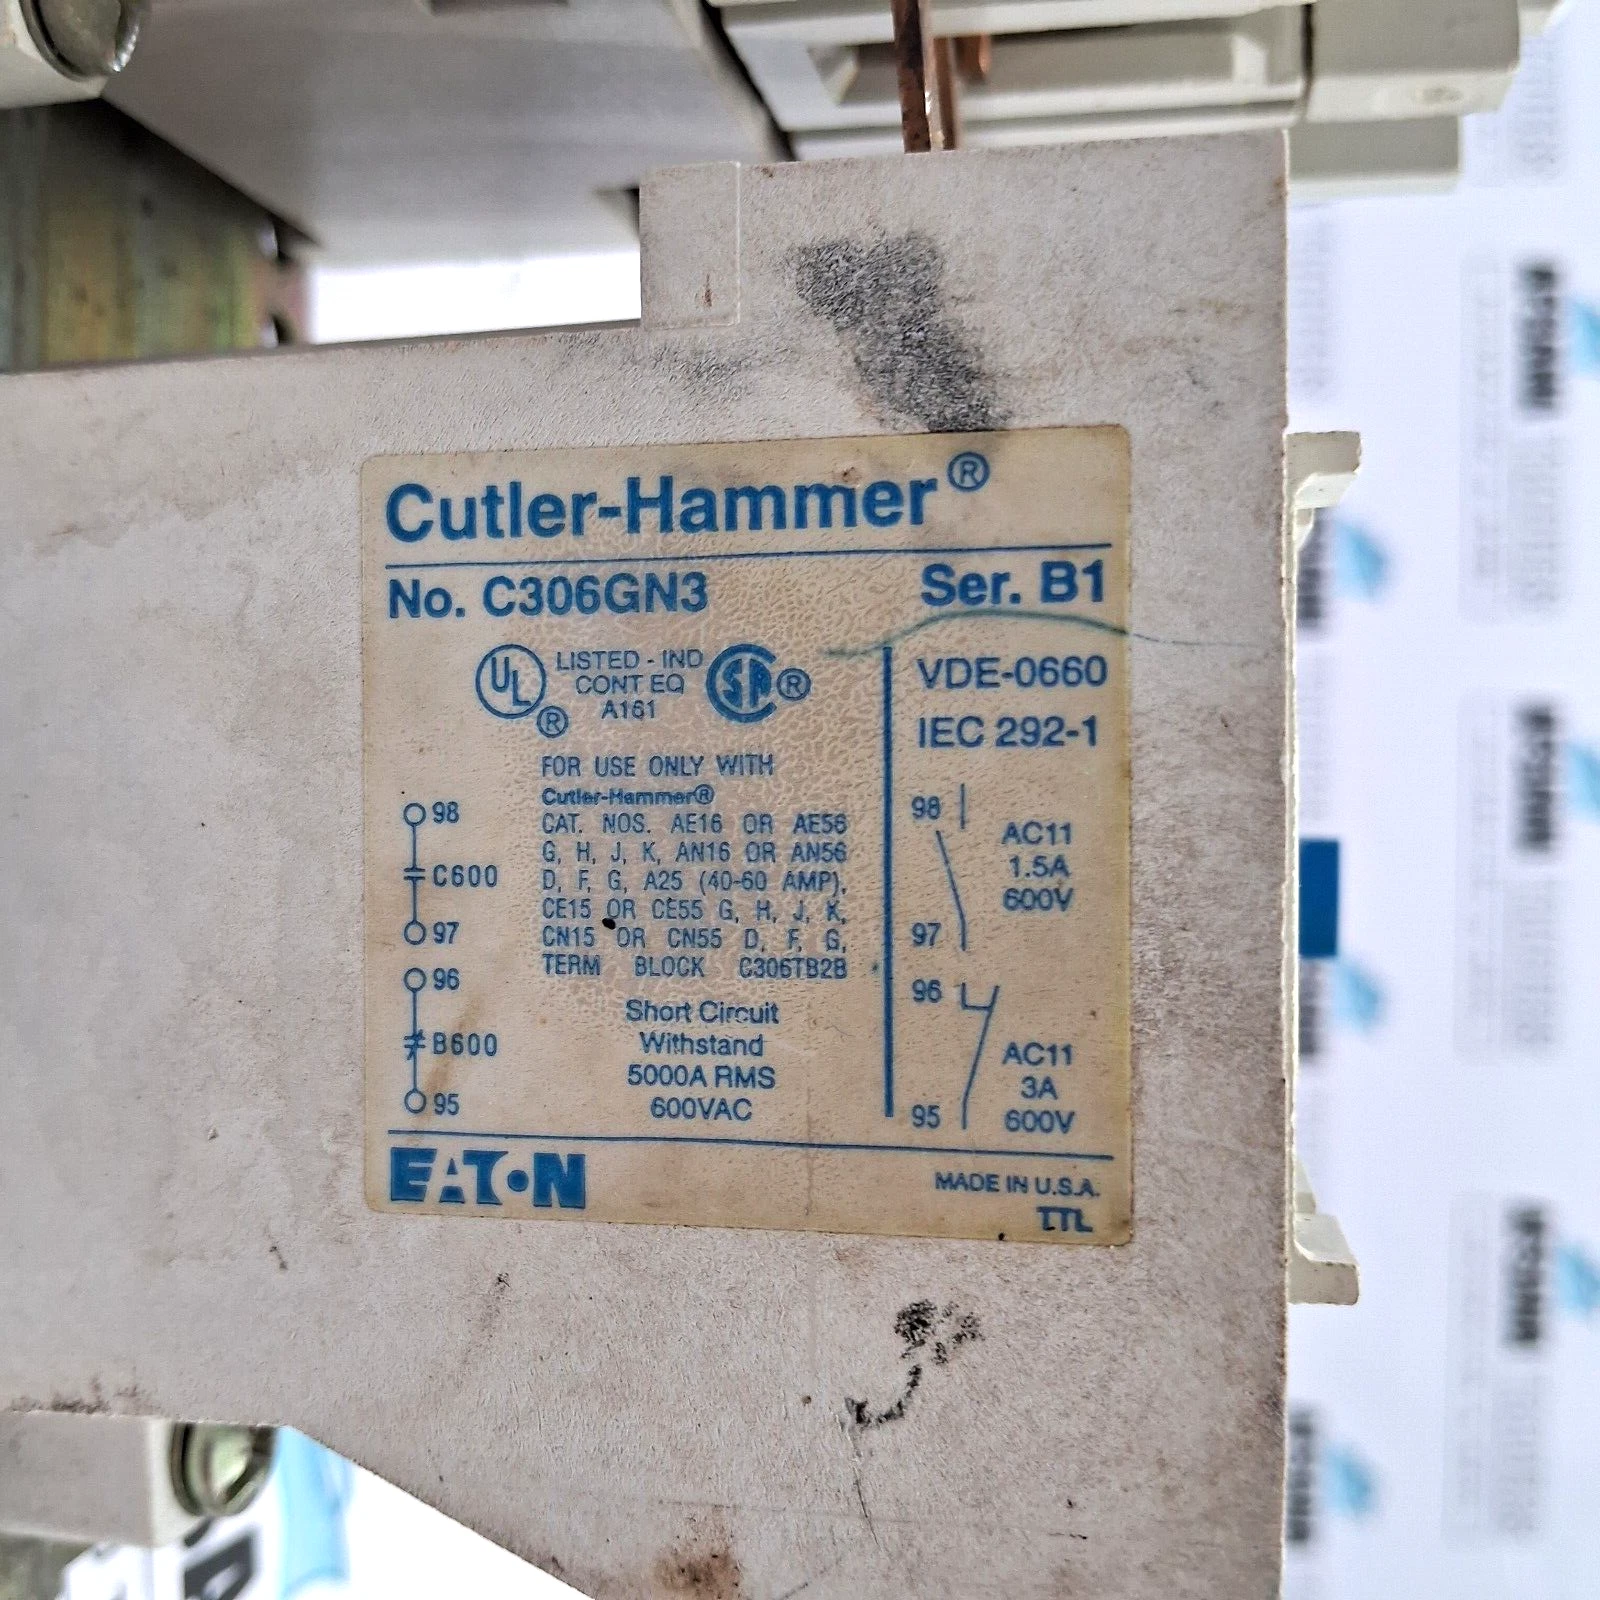 Cutler-Hammer®
No. C306GN3 Ser. B1
UL® LISTED - IND
CONT EQ
A161
SA®
FOR USE ONLY WITH
Cutler-Hammer®
CAT. NOS. AE16 OR AE56
G, H, J, K, AN16 OR AN56
D, F, G, A25 (40-60 AMP),
CE15 OR CE55 G, H, J, K,
CN15 OR CN55 D, F, G,
TERM BLOCK C306TB2B
Short Circuit
Withstand
5000A RMS
600VAC
98
C600
97
96
B600
95
VDE-0660
IEC 292-1
98
AC11
1.5A
600V
97
96
AC11
3A
600V
95
EATON
MADE IN U.S.A.
TTL